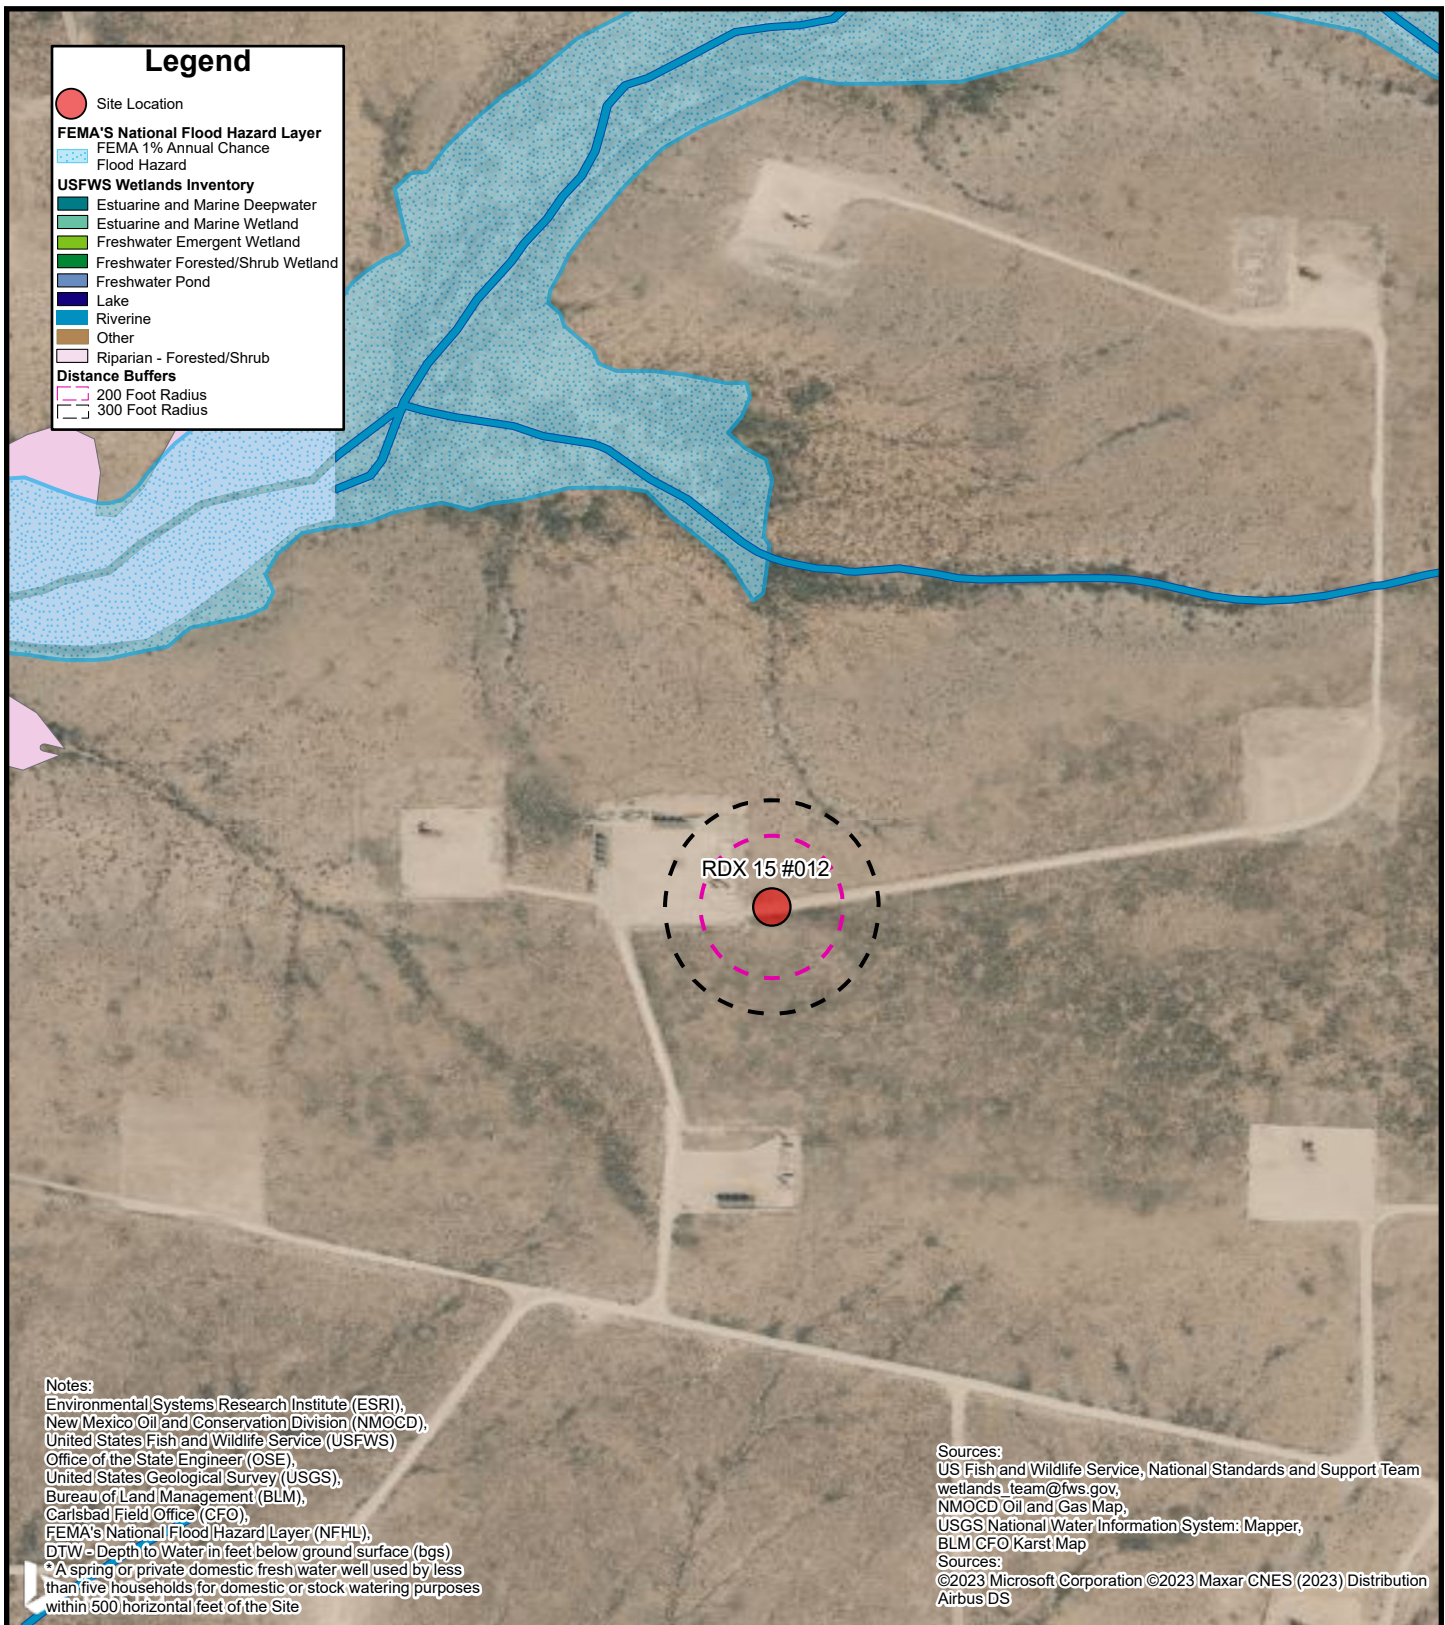 Legend
Site Location
FEMA'S National Flood Hazard Layer
FEMA 1% Annual Chance
Flood Hazard
USFWS Wetlands Inventory
Estuarine and Marine Deepwater
Estuarine and Marine Wetland
Freshwater Emergent Wetland
Freshwater Forested/Shrub Wetland
Freshwater Pond
Lake
Riverine
Other
Riparian - Forested/Shrub
Distance Buffers
200 Foot Radius
300 Foot Radius
RDX 15 #012
Notes:
Environmental Systems Research Institute (ESRI),
New Mexico Oil and Conservation Division (NMOCD),
United States Fish and Wildlife Service (USFWS)
Office of the State Engineer (OSE),
United States Geological Survey (USGS),
Bureau of Land Management (BLM),
Carlsbad Field Office (CFO),
FEMA's National Flood Hazard Layer (NFHL),
DTW - Depth to Water in feet below ground surface (bgs)
* A spring or private domestic fresh water well used by less
than five households for domestic or stock watering purposes
within 500 horizontal feet of the Site
Sources:
US Fish and Wildlife Service, National Standards and Support Team
wetlands_team@fws.gov,
NMOCD Oil and Gas Map,
USGS National Water Information System: Mapper,
BLM CFO Karst Map
Sources:
©2023 Microsoft Corporation ©2023 Maxar CNES (2023) Distribution
Airbus DS